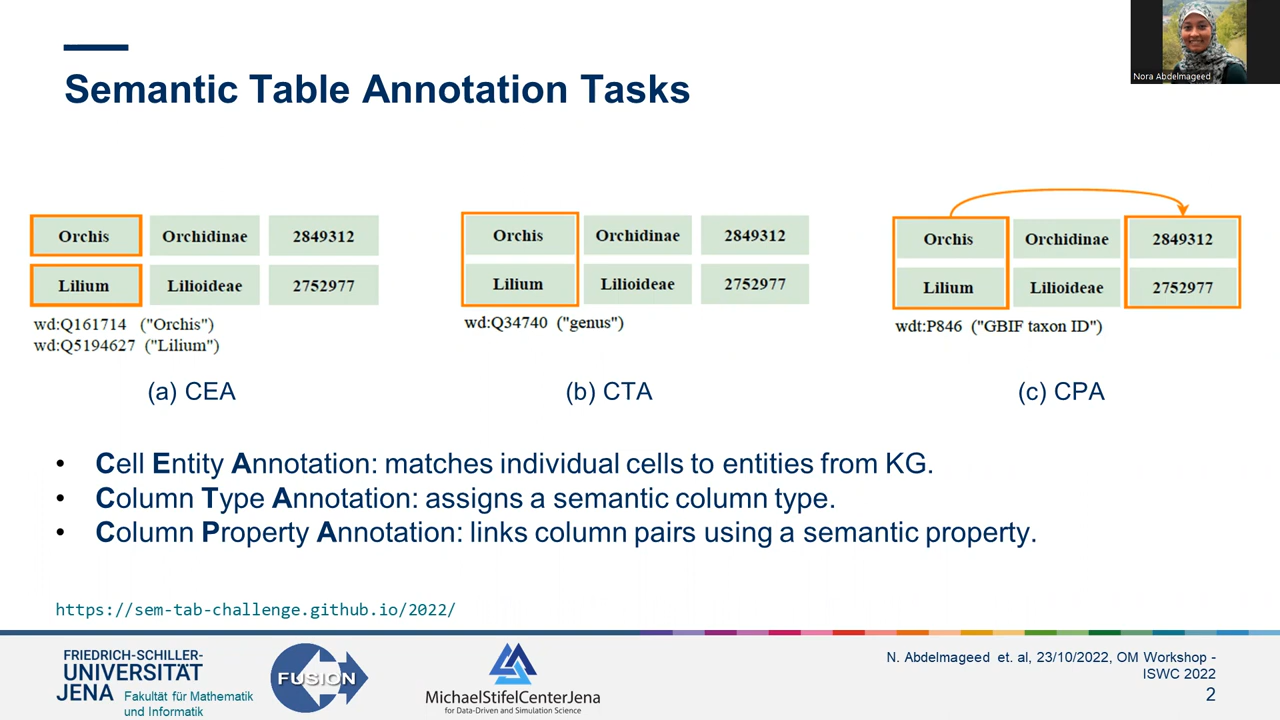 Nora Abdelmageed
Semantic Table Annotation Tasks
Orchis Orchidinae 2849312
Lilium Lilioideae 2752977
wd:Q161714 ("Orchis")
wd:Q5194627 ("Lilium")
(a) CEA
Orchis Orchidinae 2849312
Lilium Lilioideae 2752977
wd:Q34740 ("genus")
(b) CTA
Orchis Orchidinae 2849312
Lilium Lilioideae 2752977
wdt:P846 ("GBIF taxon ID")
(c) CPA
• Cell Entity Annotation: matches individual cells to entities from KG.
• Column Type Annotation: assigns a semantic column type.
• Column Property Annotation: links column pairs using a semantic property.
https://sem-tab-challenge.github.io/2022/
FRIEDRICH-SCHILLER-
UNIVERSITÄT
JENA Fakultät für Mathematik
und Informatik
FUSION
MichaelStifelCenterJena
for Data-Driven and Simulation Science
N. Abdelmageed et. al, 23/10/2022, OM Workshop -
ISWC 2022
2